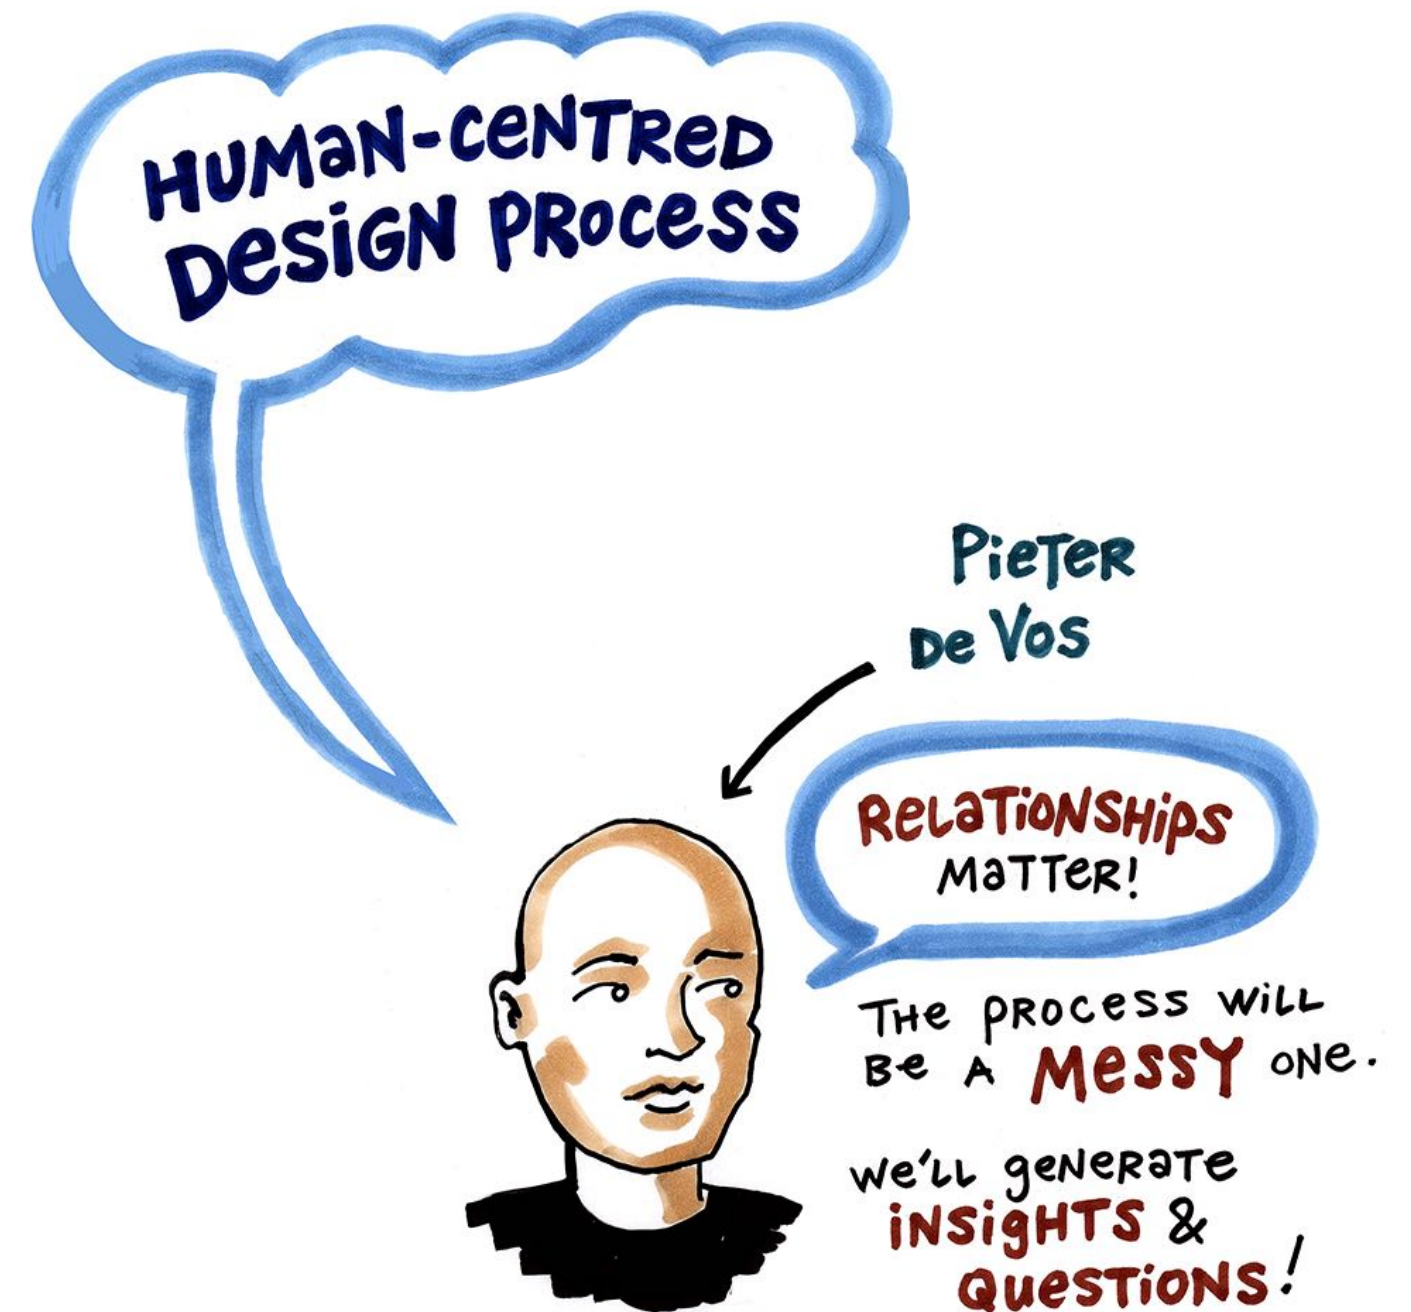 HUMaN-CeNTReD
DeSiGN PRoCeSS
PieTeR
De VoS
ReLaTioNSHiPS
MaTTeR!
THe PRoCeSS WiLL
Be A MeSSY oNe.
We'LL geNeRaTe
iNSigHTS &
QueSTioNS!